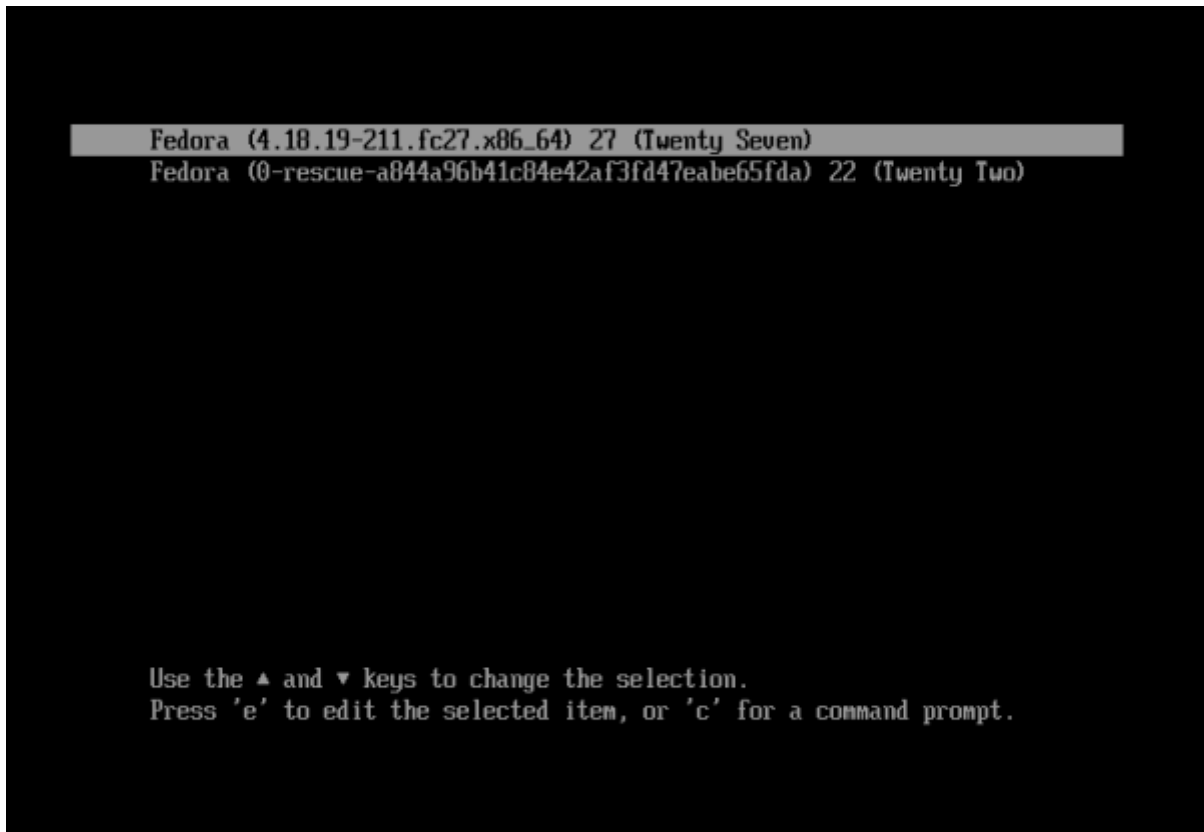 Fedora (4.18.19-211.fc27.x86_64) 27 (Twenty Seven)
Fedora (0-rescue-a844a96b41c84e42af3fd47eabe65fda) 22 (Twenty Two)
Use the ▲ and ▼ keys to change the selection.
Press 'e' to edit the selected item, or 'c' for a command prompt.